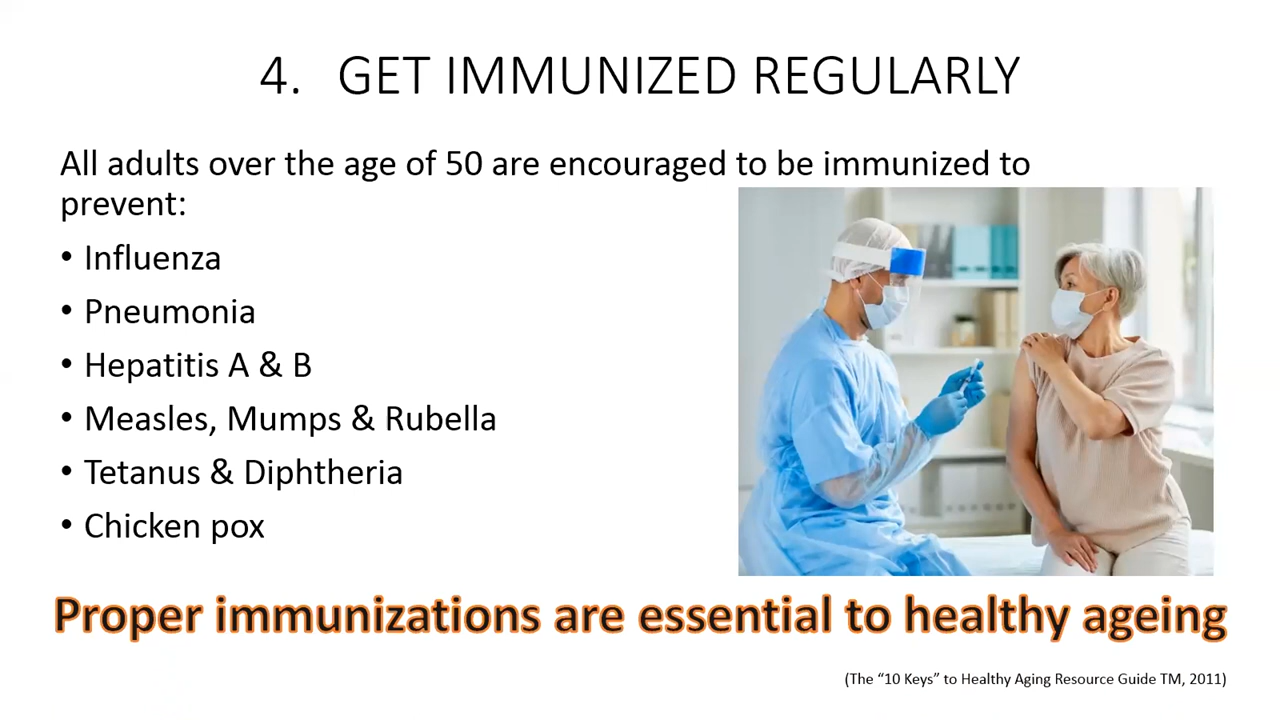 4. GET IMMUNIZED REGULARLY
All adults over the age of 50 are encouraged to be immunized to
prevent:
• Influenza
• Pneumonia
• Hepatitis A & B
• Measles, Mumps & Rubella
• Tetanus & Diphtheria
• Chicken pox
Proper immunizations are essential to healthy ageing
(The “10 Keys” to Healthy Aging Resource Guide TM, 2011)